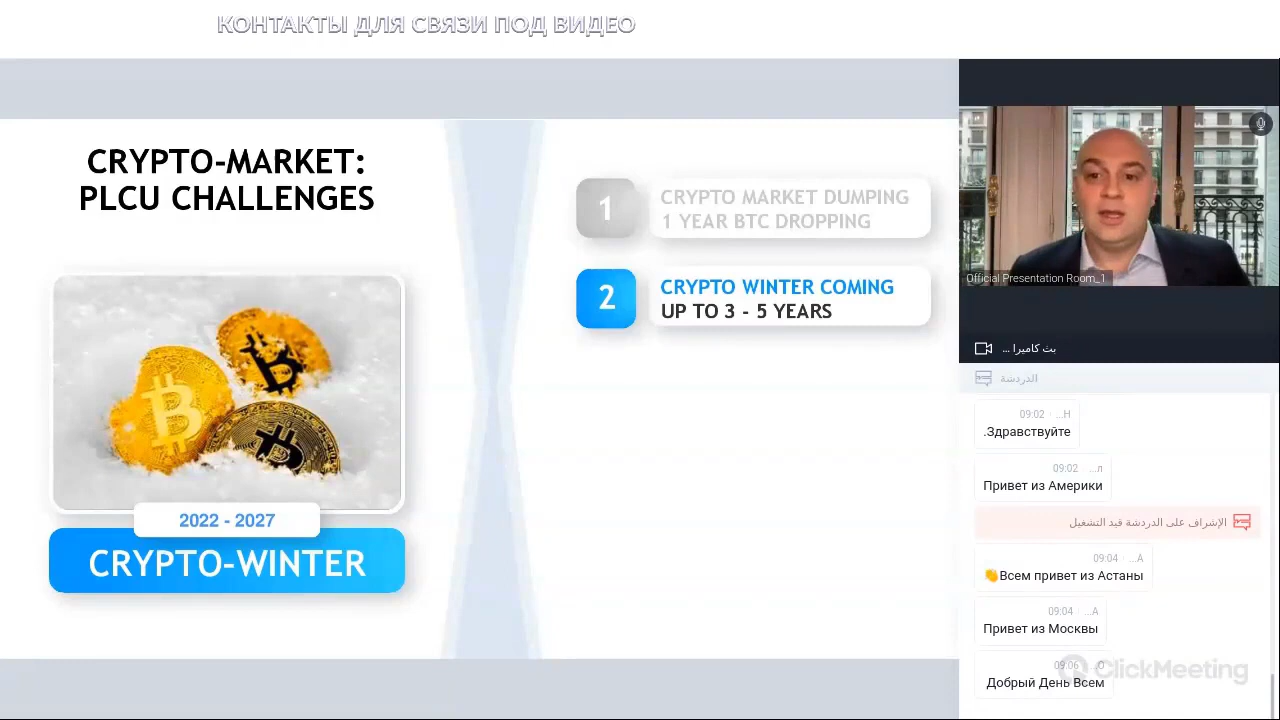 КОНТАКТЫ ДЛЯ СВЯЗИ ПОД ВИДЕО
CRYPTO-MARKET:
PLCU CHALLENGES
2022 - 2027
CRYPTO-WINTER
1
CRYPTO MARKET DUMPING
1 YEAR BTC DROPPING
2
CRYPTO WINTER COMING
UP TO 3 - 5 YEARS
Official Presentation Room_1
بث كاميرا ...
الدردشة
09:02 · ...H
.Здравствуйте
09:02 · ...л
Привет из Америки
الإشراف على الدردشة قيد التشغيل
09:04 · ...A
👋Всем привет из Астаны
09:04 · ...A
Привет из Москвы
09:06 · ...O
Добрый День Всем
ClickMeeting